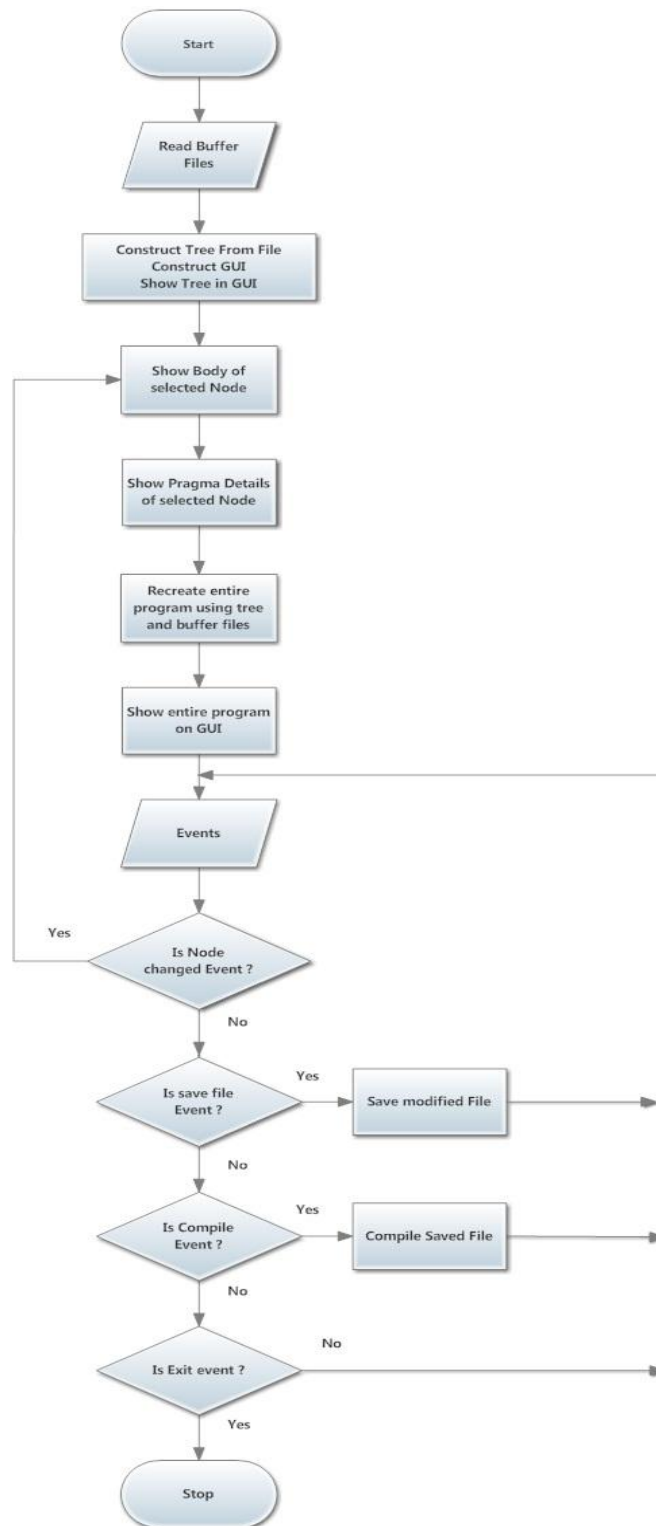 Start
Read Buffer
Files
Construct Tree From File
Construct GUI
Show Tree in GUI
Show Body of
selected Node
Show Pragma Details
of selected Node
Recreate entire
program using tree
and buffer files
Show entire program
on GUI
Events
Yes
Is Node
changed Event ?
No
Is save file
Event ?
Yes
Save modified File
No
Is Compile
Event ?
Yes
Compile Saved File
No
Is Exit event ?
No
Yes
Stop